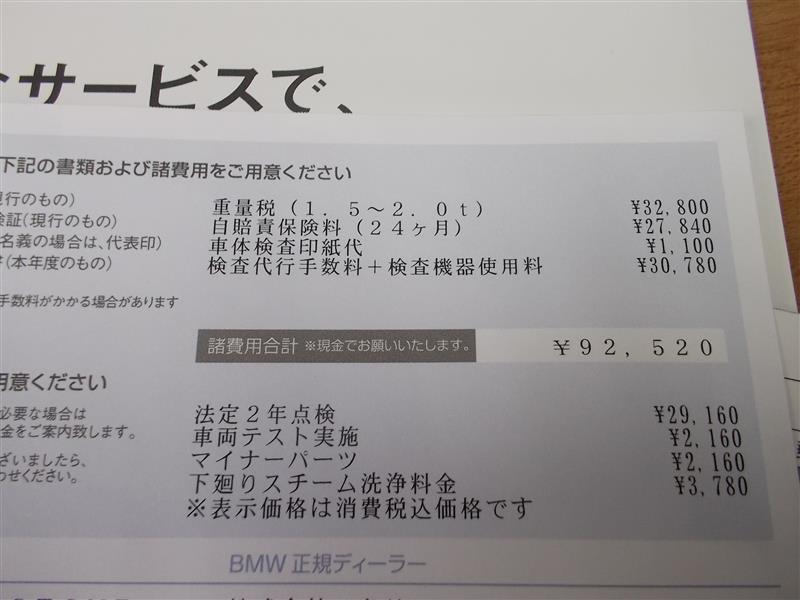 サービスで、
下記の書類および諸費用をご用意ください
行のもの)
重量税(1.5～2.0t) ¥32,800
検証(現行のもの)
自賠責保険料(24ヶ月) ¥27,840
名義の場合は、代表印)
車体検査印紙代 ¥1,100
(本年度のもの)
検査代行手数料+検査機器使用料 ¥30,780
手数料がかかる場合があります
諸費用合計 ※現金でお願いいたします。 ¥92,520
用意ください
必要な場合は
法定2年点検 ¥29,160
金をご案内致します。
車両テスト実施 ¥2,160
マイナーパーツ ¥2,160
ざいましたら、
わせください。
下廻りスチーム洗浄料金 ¥3,780
※表示価格は消費税込価格です
BMW 正規ディーラー